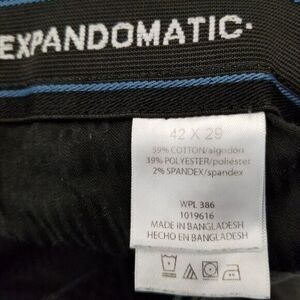 EXPANDOMATIC.
42 X 29
59% COTTON/algodón
39% POLYESTER/poliéster
2% SPANDEX/spandex
WPL 386
1019616
MADE IN BANGLADESH
HECHO EN BANGLADESH